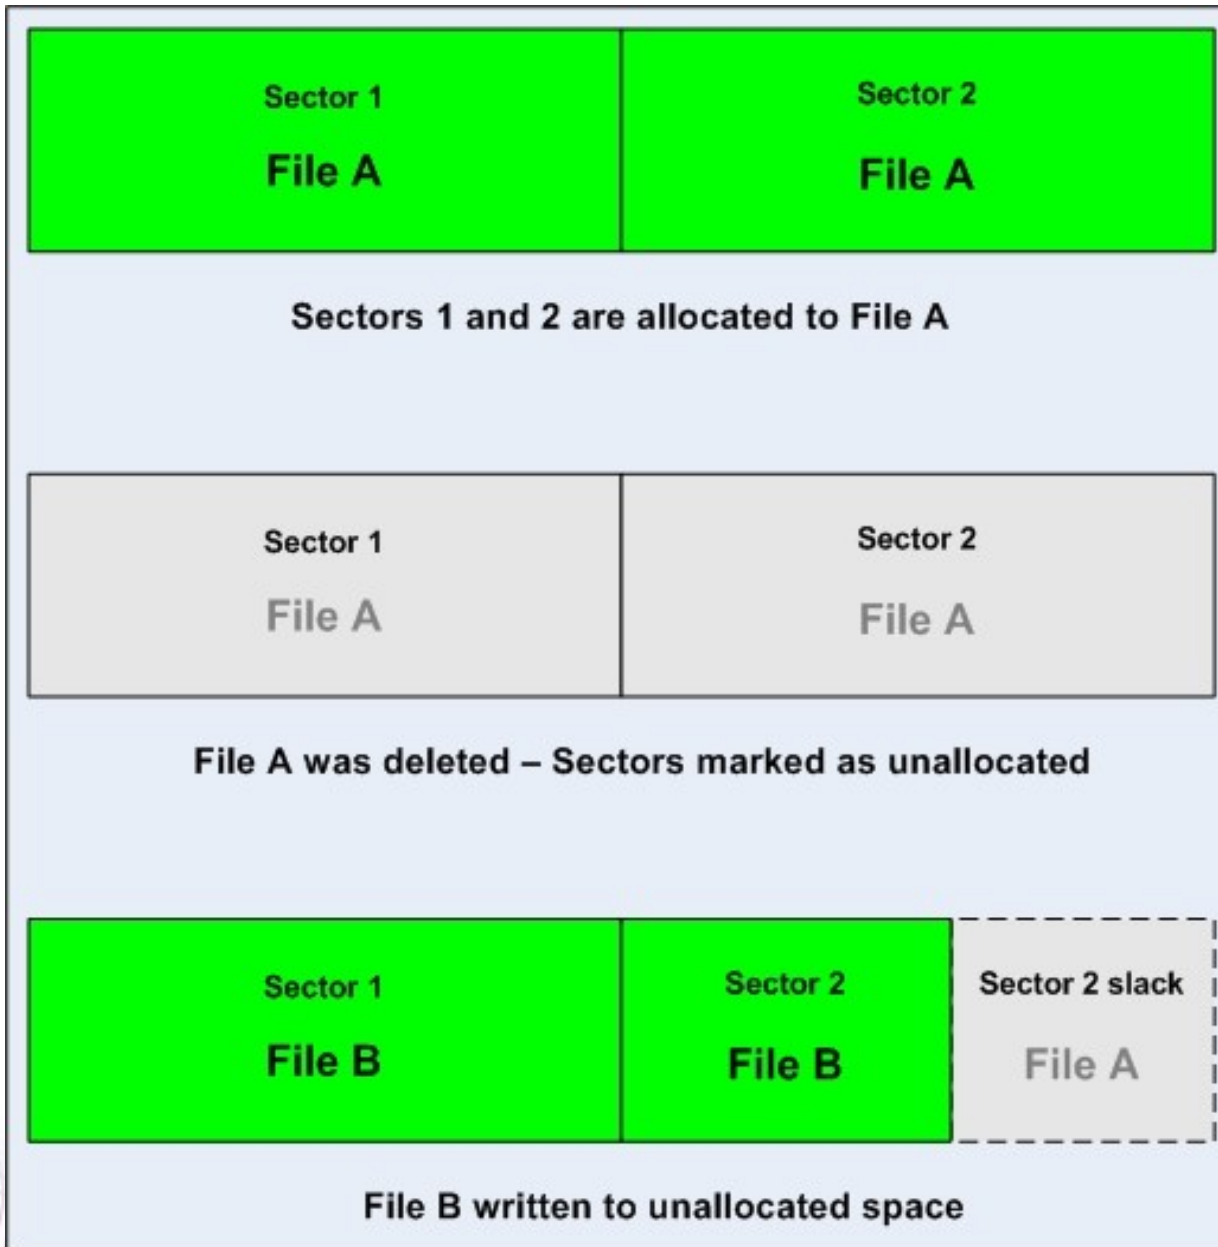 Sector 1
Sector 2
File A
File A
Sectors 1 and 2 are allocated to File A
Sector 1
Sector 2
File A
File A
File A was deleted – Sectors marked as unallocated
Sector 1
Sector 2
Sector 2 slack
File B
File B
File A
File B written to unallocated space